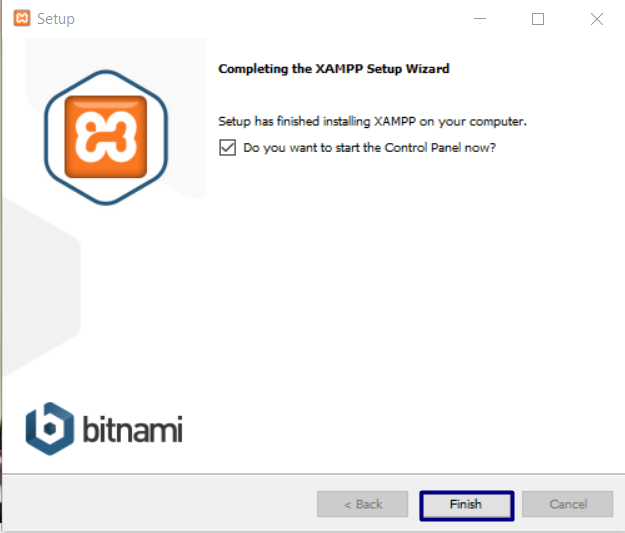 Setup
Completing the XAMPP Setup Wizard
Setup has finished installing XAMPP on your computer.
Do you want to start the Control Panel now?
bitnami
< Back
Finish
Cancel